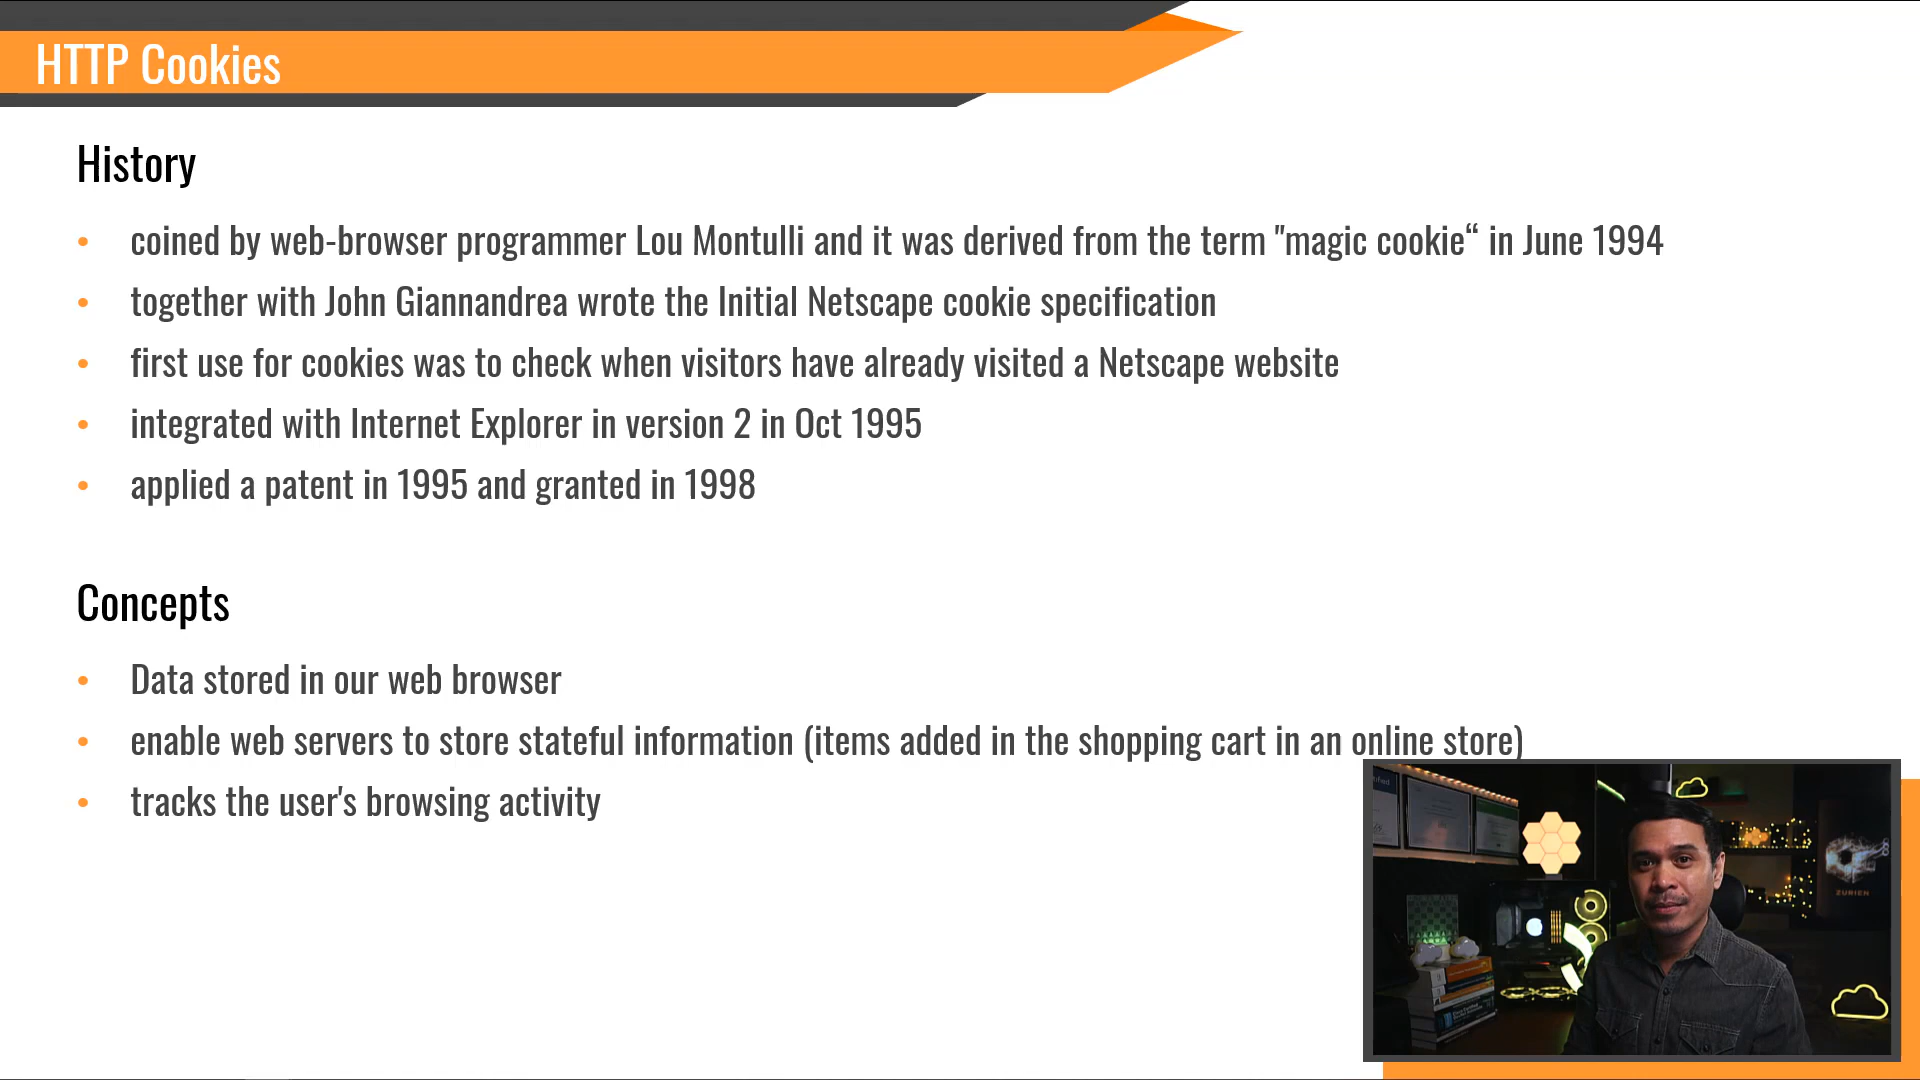 HTTP Cookies
History
• coined by web-browser programmer Lou Montulli and it was derived from the term "magic cookie“ in June 1994
• together with John Giannandrea wrote the Initial Netscape cookie specification
• first use for cookies was to check when visitors have already visited a Netscape website
• integrated with Internet Explorer in version 2 in Oct 1995
• applied a patent in 1995 and granted in 1998
Concepts
• Data stored in our web browser
• enable web servers to store stateful information (items added in the shopping cart in an online store)
• tracks the user's browsing activity
ZURIEN